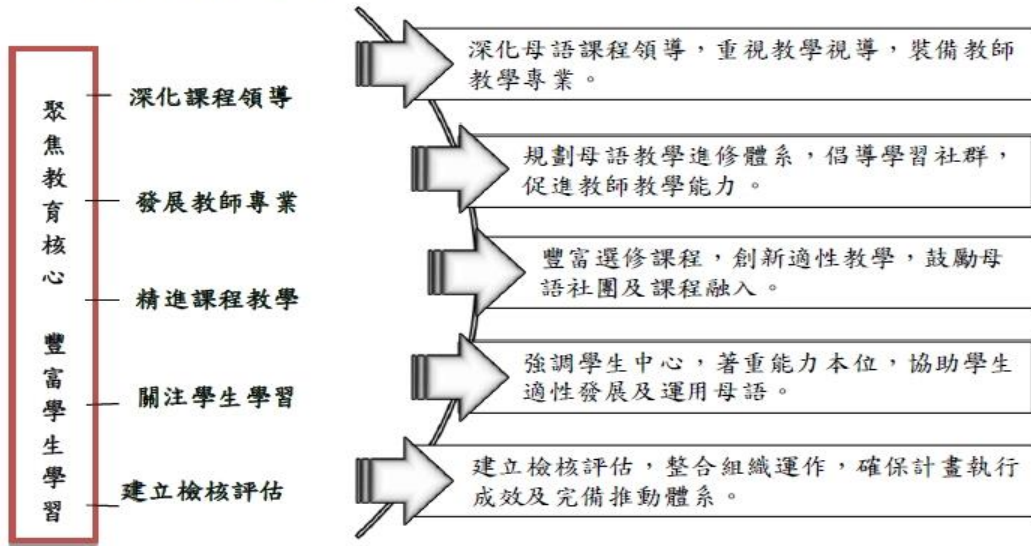 聚焦教育核心 豐富學生學習
深化課程領導
深化母語課程領導，重視教學視導，裝備教師
教學專業。
發展教師專業
規劃母語教學進修體系，倡導學習社群，
促進教師教學能力。
精進課程教學
豐富選修課程，創新適性教學，鼓勵母
語社團及課程融入。
關注學生學習
強調學生中心，著重能力本位，協助學生
適性發展及運用母語。
建立檢核評估
建立檢核評估，整合組織運作，確保計畫執行
成效及完備推動體系。